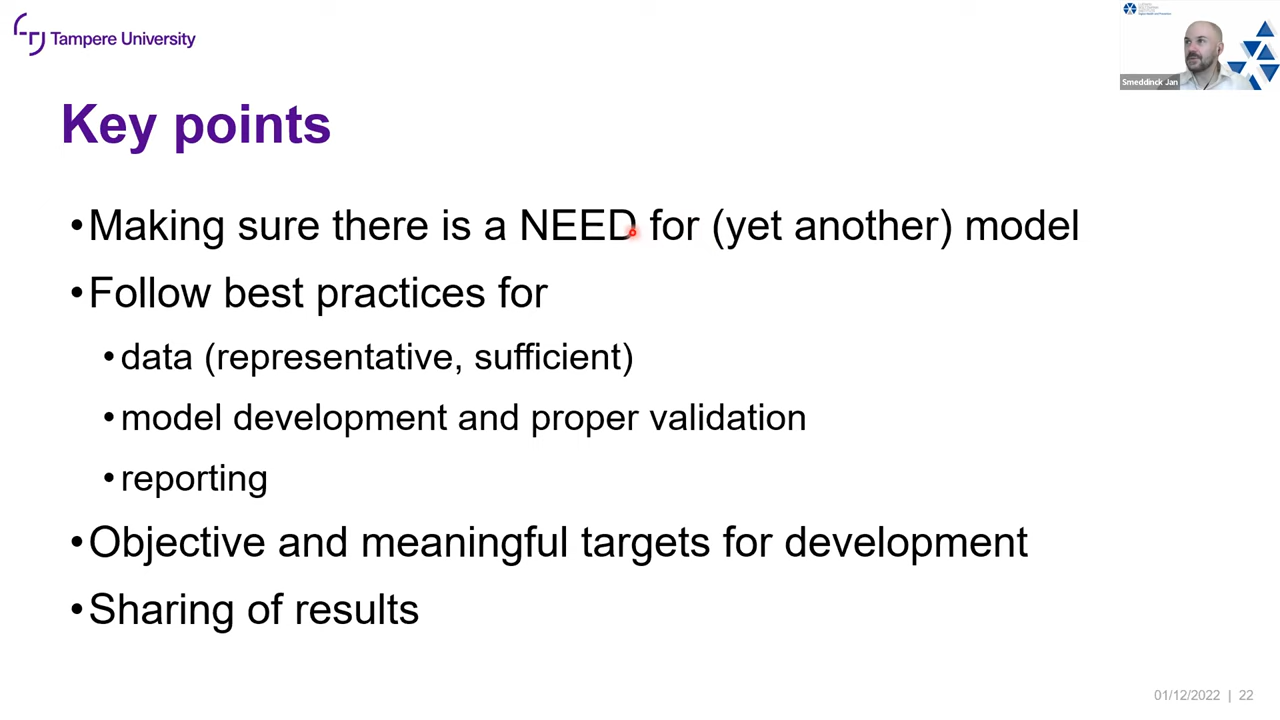 Tampere University
Smeddinck Jan
Key points
•Making sure there is a NEED for (yet another) model
•Follow best practices for
•data (representative, sufficient)
•model development and proper validation
•reporting
•Objective and meaningful targets for development
•Sharing of results
01/12/2022 | 22